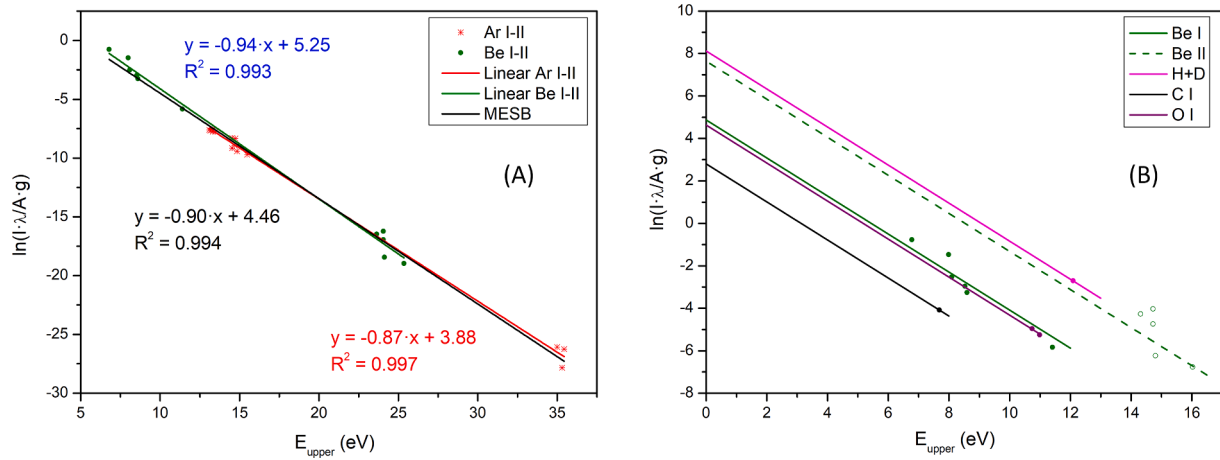 Ar I-II
Be I-II
Linear Ar I-II
Linear Be I-II
MESB
y = -0.94·x + 5.25
R² = 0.993
(A)
y = -0.90·x + 4.46
R² = 0.994
y = -0.87·x + 3.88
R² = 0.997
ln(I·λ/A·g)
0
-5
-10
-15
-20
-25
-30
5 10 15 20 25 30 35
E_upper (eV)
Be I
Be II
H+D
C I
O I
(B)
ln(I·λ/A·g)
10
8
6
4
2
0
-2
-4
-6
-8
0 2 4 6 8 10 12 14 16
E_upper (eV)